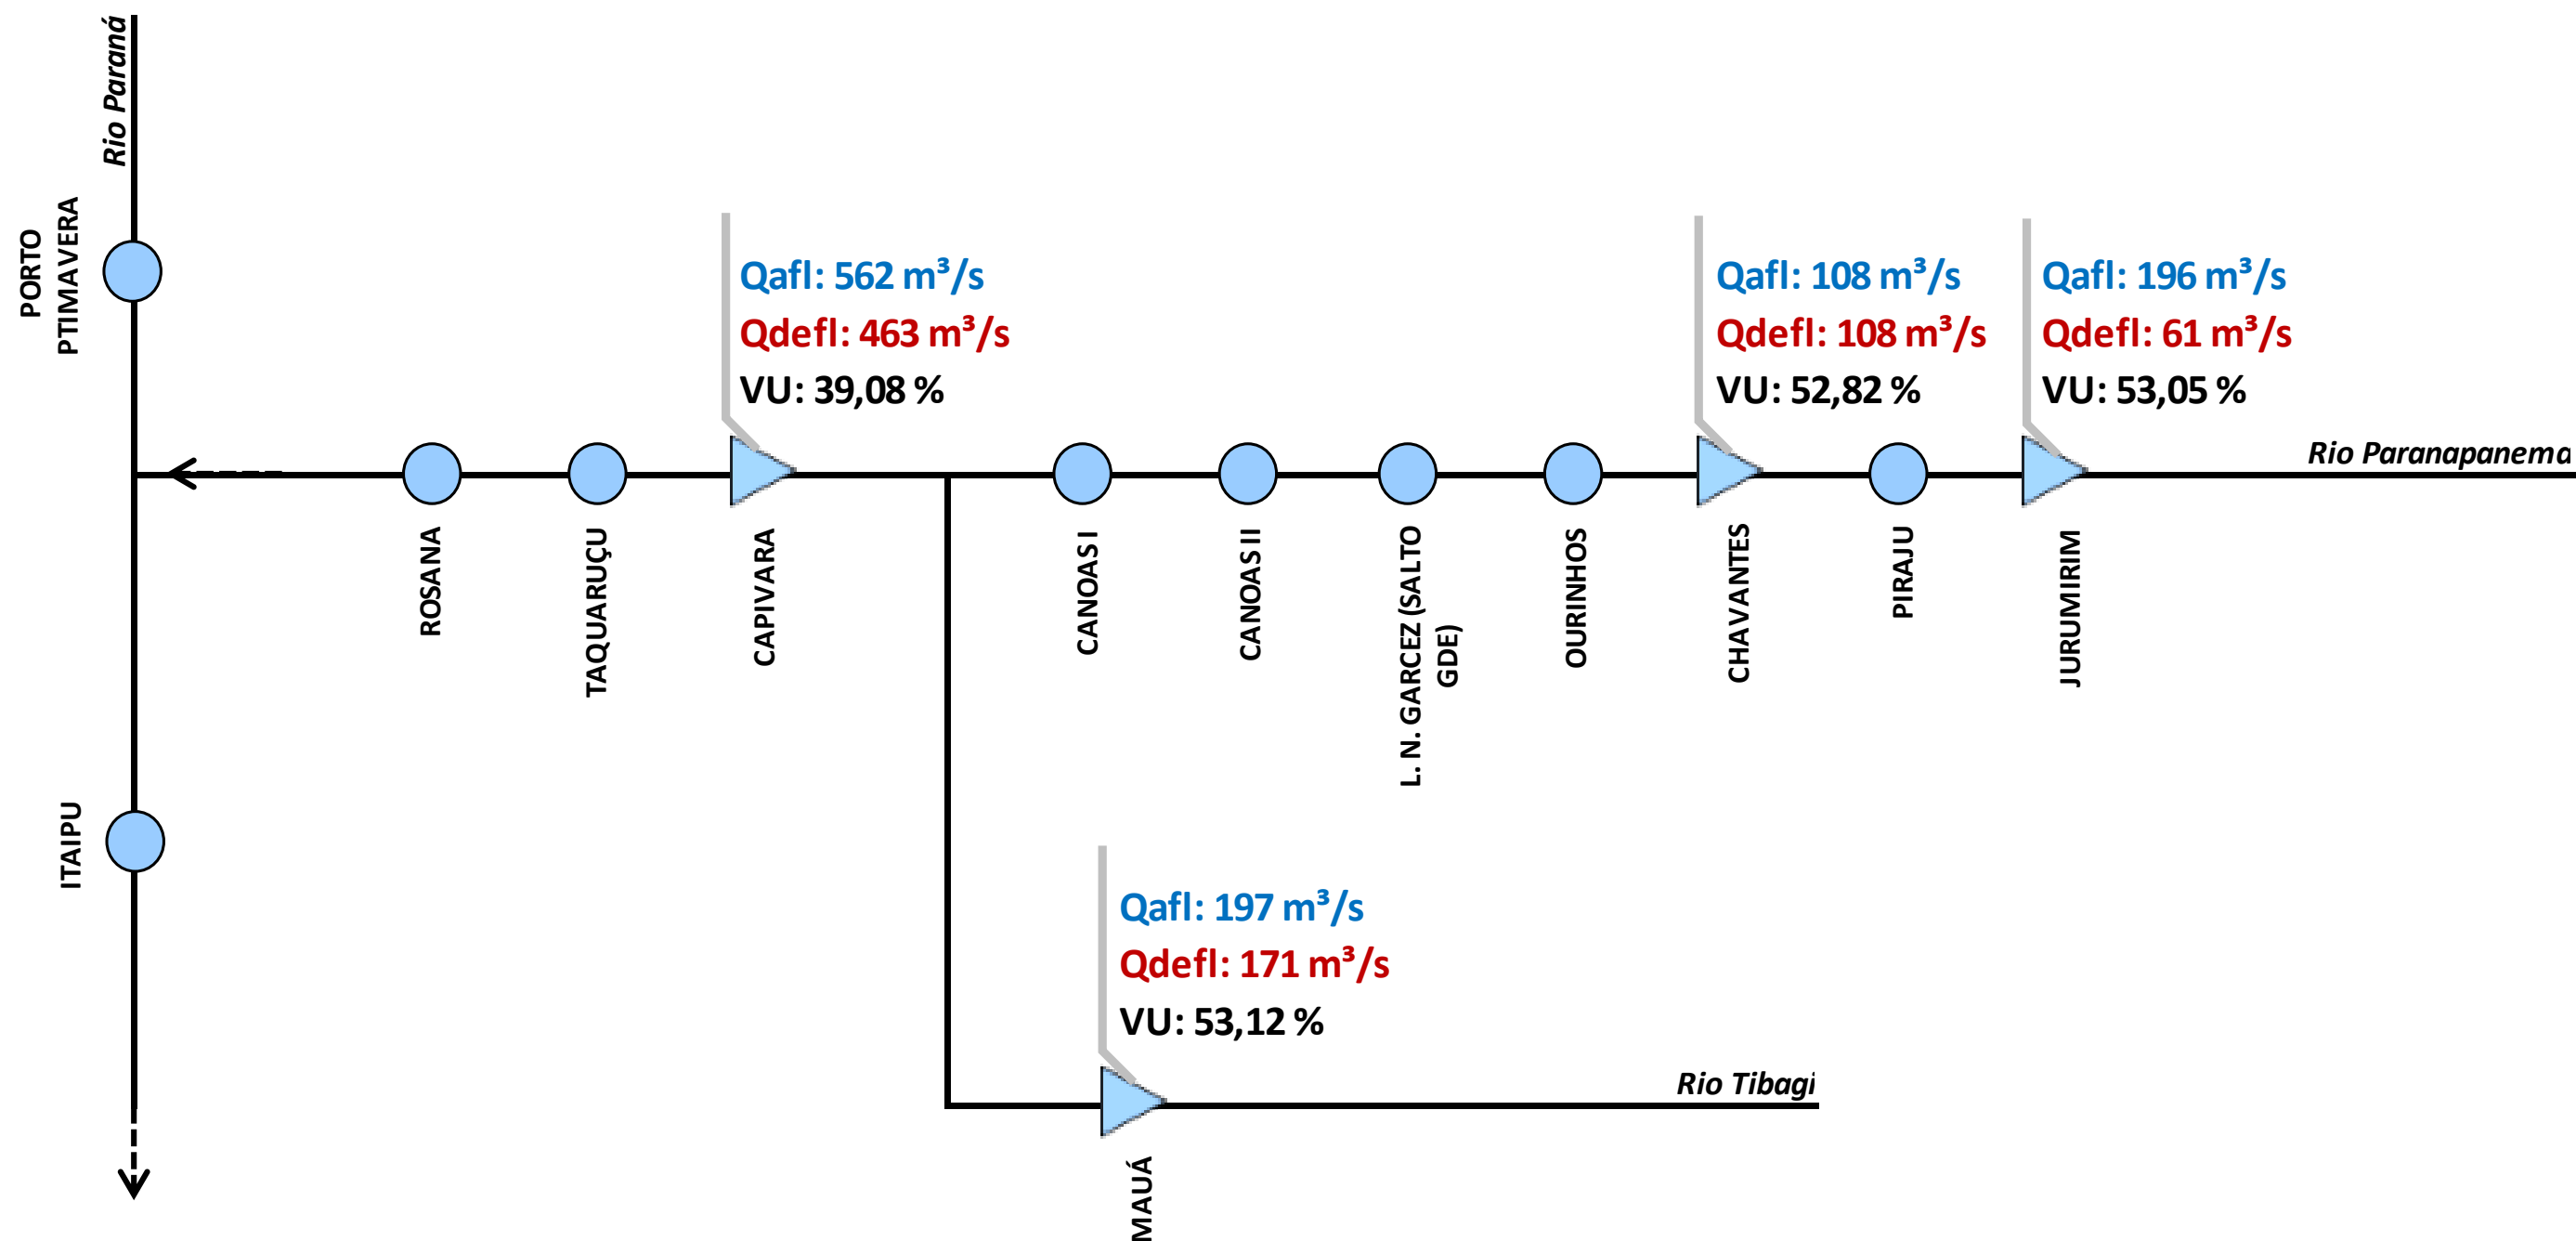 Rio Paraná
PORTO
PTIMAVERA
Qafl: 562 m³/s
Qdefl: 463 m³/s
VU: 39,08 %
Qafl: 108 m³/s
Qdefl: 108 m³/s
VU: 52,82 %
Qafl: 196 m³/s
Qdefl: 61 m³/s
VU: 53,05 %
Rio Paranapanema
ROSANA
TAQUARUÇU
CAPIVARA
CANOAS I
CANOAS II
L. N. GARCEZ (SALTO
GDE)
OURINHOS
CHAVANTES
PIRAJU
JURUMIRIM
ITAIPU
Qafl: 197 m³/s
Qdefl: 171 m³/s
VU: 53,12 %
Rio Tibagi
MAUÁ